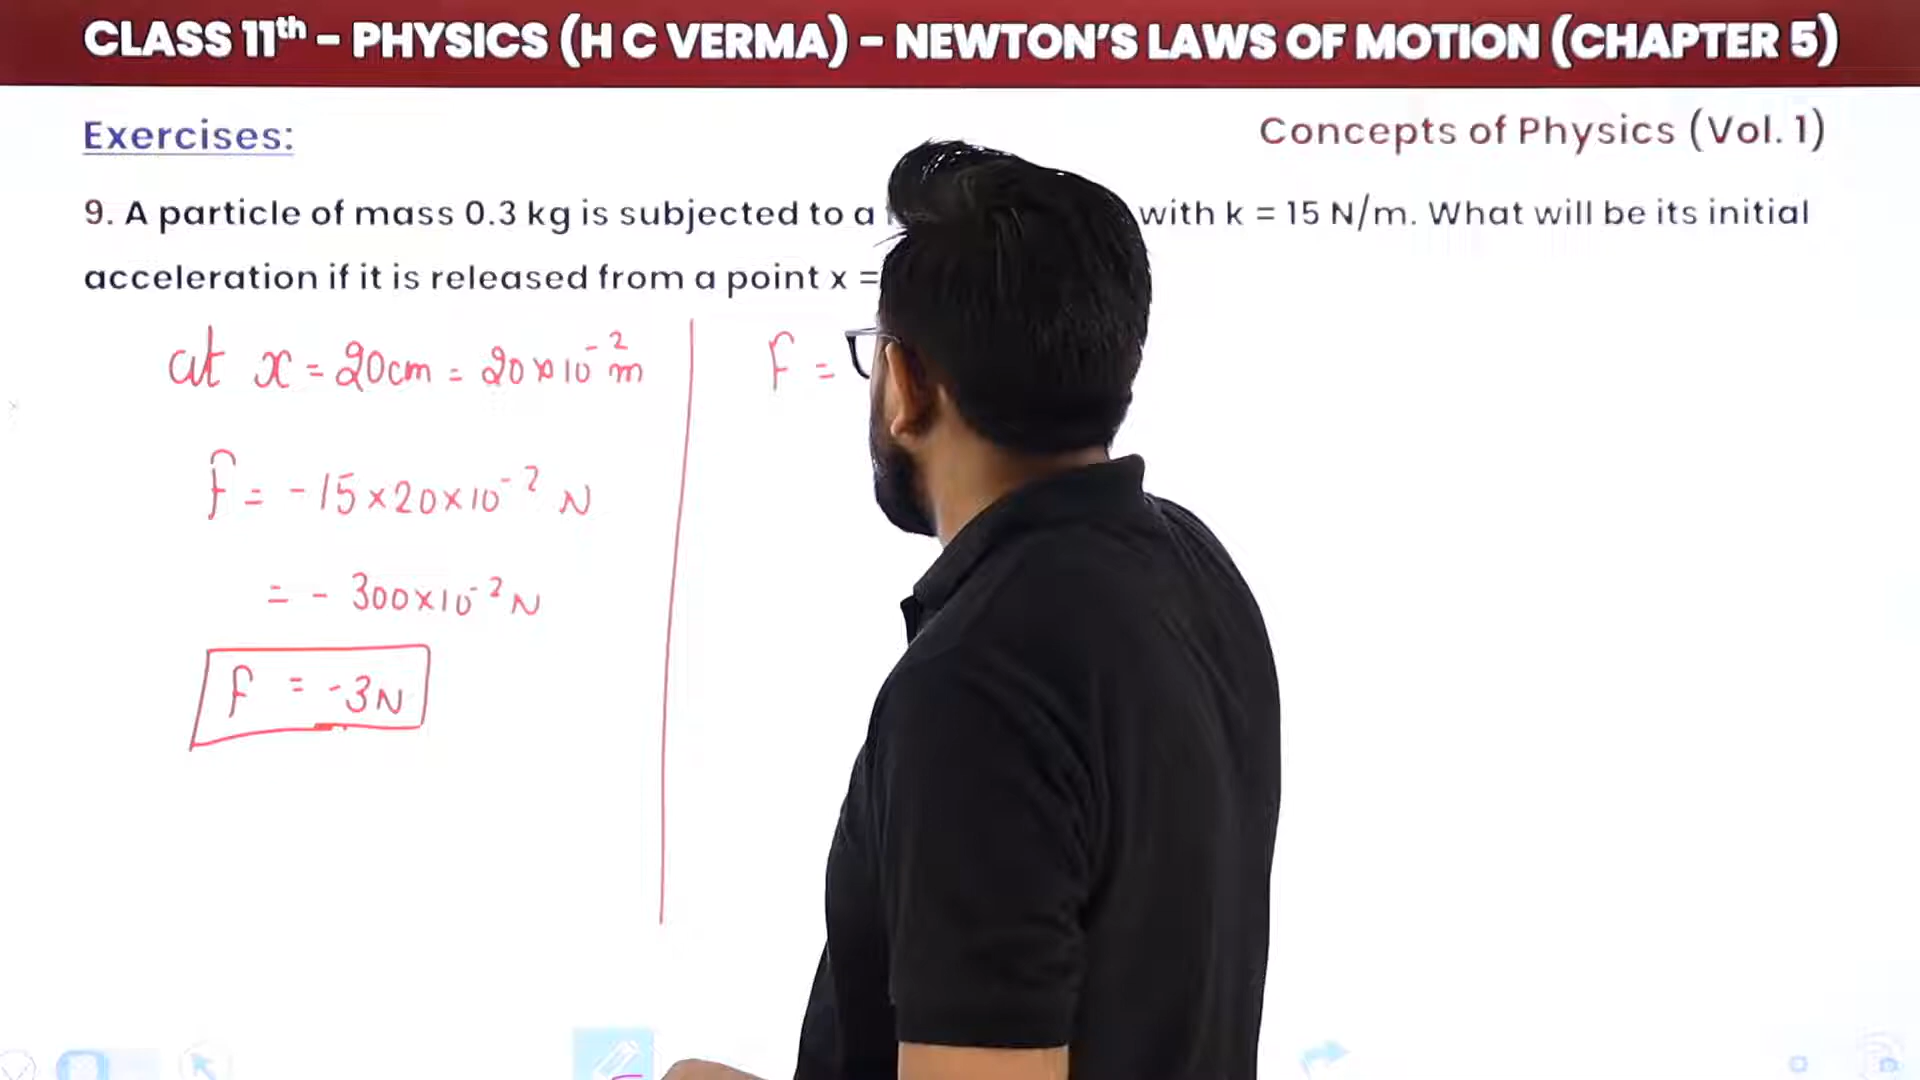 CLASS 11th - PHYSICS (H C VERMA) - NEWTON'S LAWS OF MOTION (CHAPTER 5)
Exercises:
Concepts of Physics (Vol. 1)
9. A particle of mass 0.3 kg is subjected to a with k = 15 N/m. What will be its initial
acceleration if it is released from a point x =
at x = 20cm = 20×10⁻² m
F = -15×20×10⁻² N
= - 300×10⁻² N
F = -3N
F =